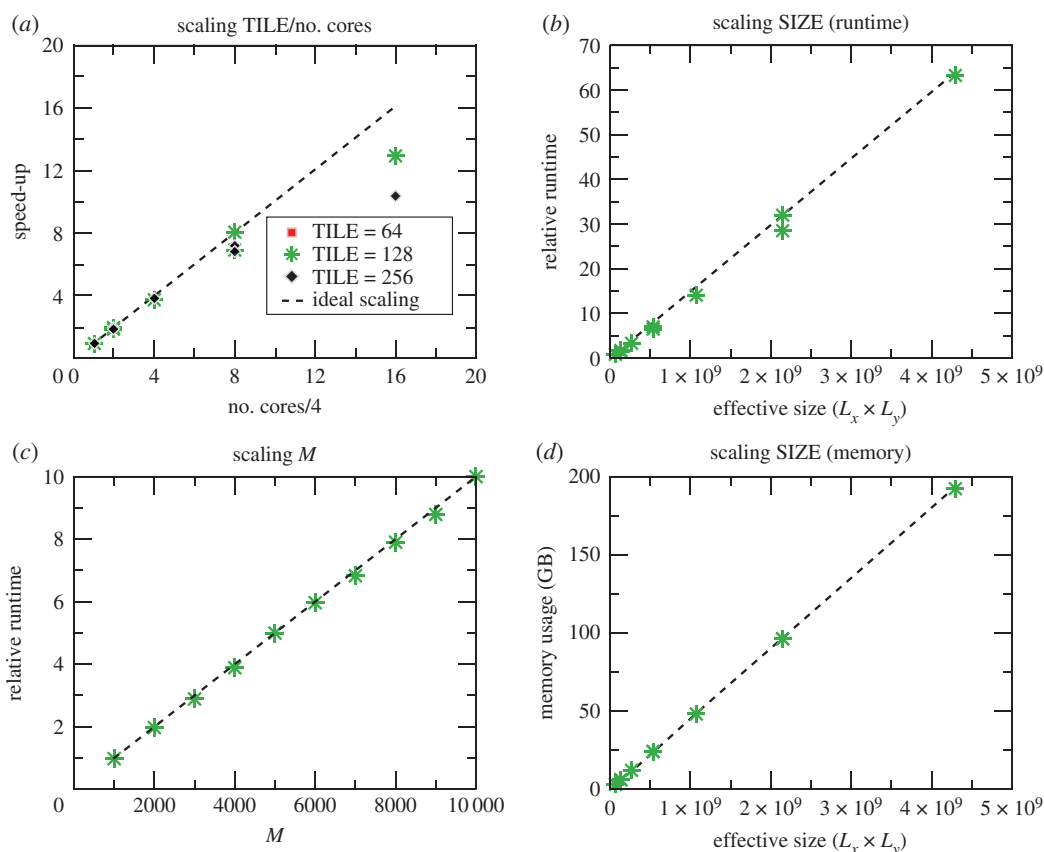 (a) scaling TILE/no. cores
20
16
12
8
4
0
speed-up
TILE = 64
TILE = 128
TILE = 256
ideal scaling
0 4 8 12 16 20
no. cores/4
(b) scaling SIZE (runtime)
70
60
50
40
30
20
10
0
relative runtime
0 1 × 10⁹ 2 × 10⁹ 3 × 10⁹ 4 × 10⁹ 5 × 10⁹
effective size (Lₓ × L_y)
(c) scaling M
10
8
6
4
2
0
relative runtime
2000 4000 6000 8000 10000
M
(d) scaling SIZE (memory)
200
150
100
50
0
memory usage (GB)
0 1 × 10⁹ 2 × 10⁹ 3 × 10⁹ 4 × 10⁹ 5 × 10⁹
effective size (Lₓ × L_y)